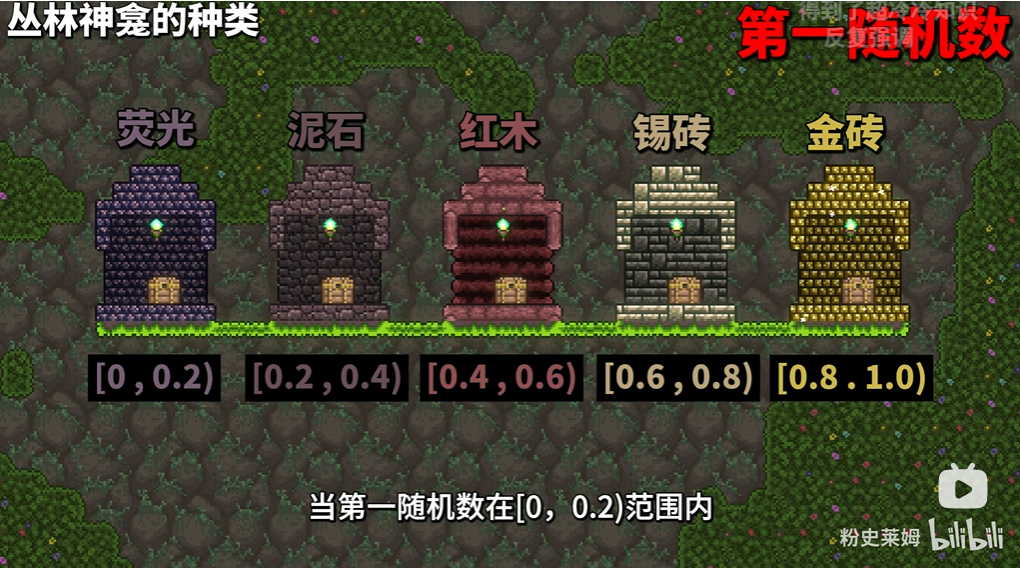 丛林神龛的种类
第一随机数
荧光
泥石
红木
锡砖
金砖
[0 , 0.2)
[0.2 , 0.4)
[0.4 , 0.6)
[0.6 , 0.8)
[0.8 . 1.0)
当第一随机数在[0，0.2)范围内
粉史莱姆 bilibili